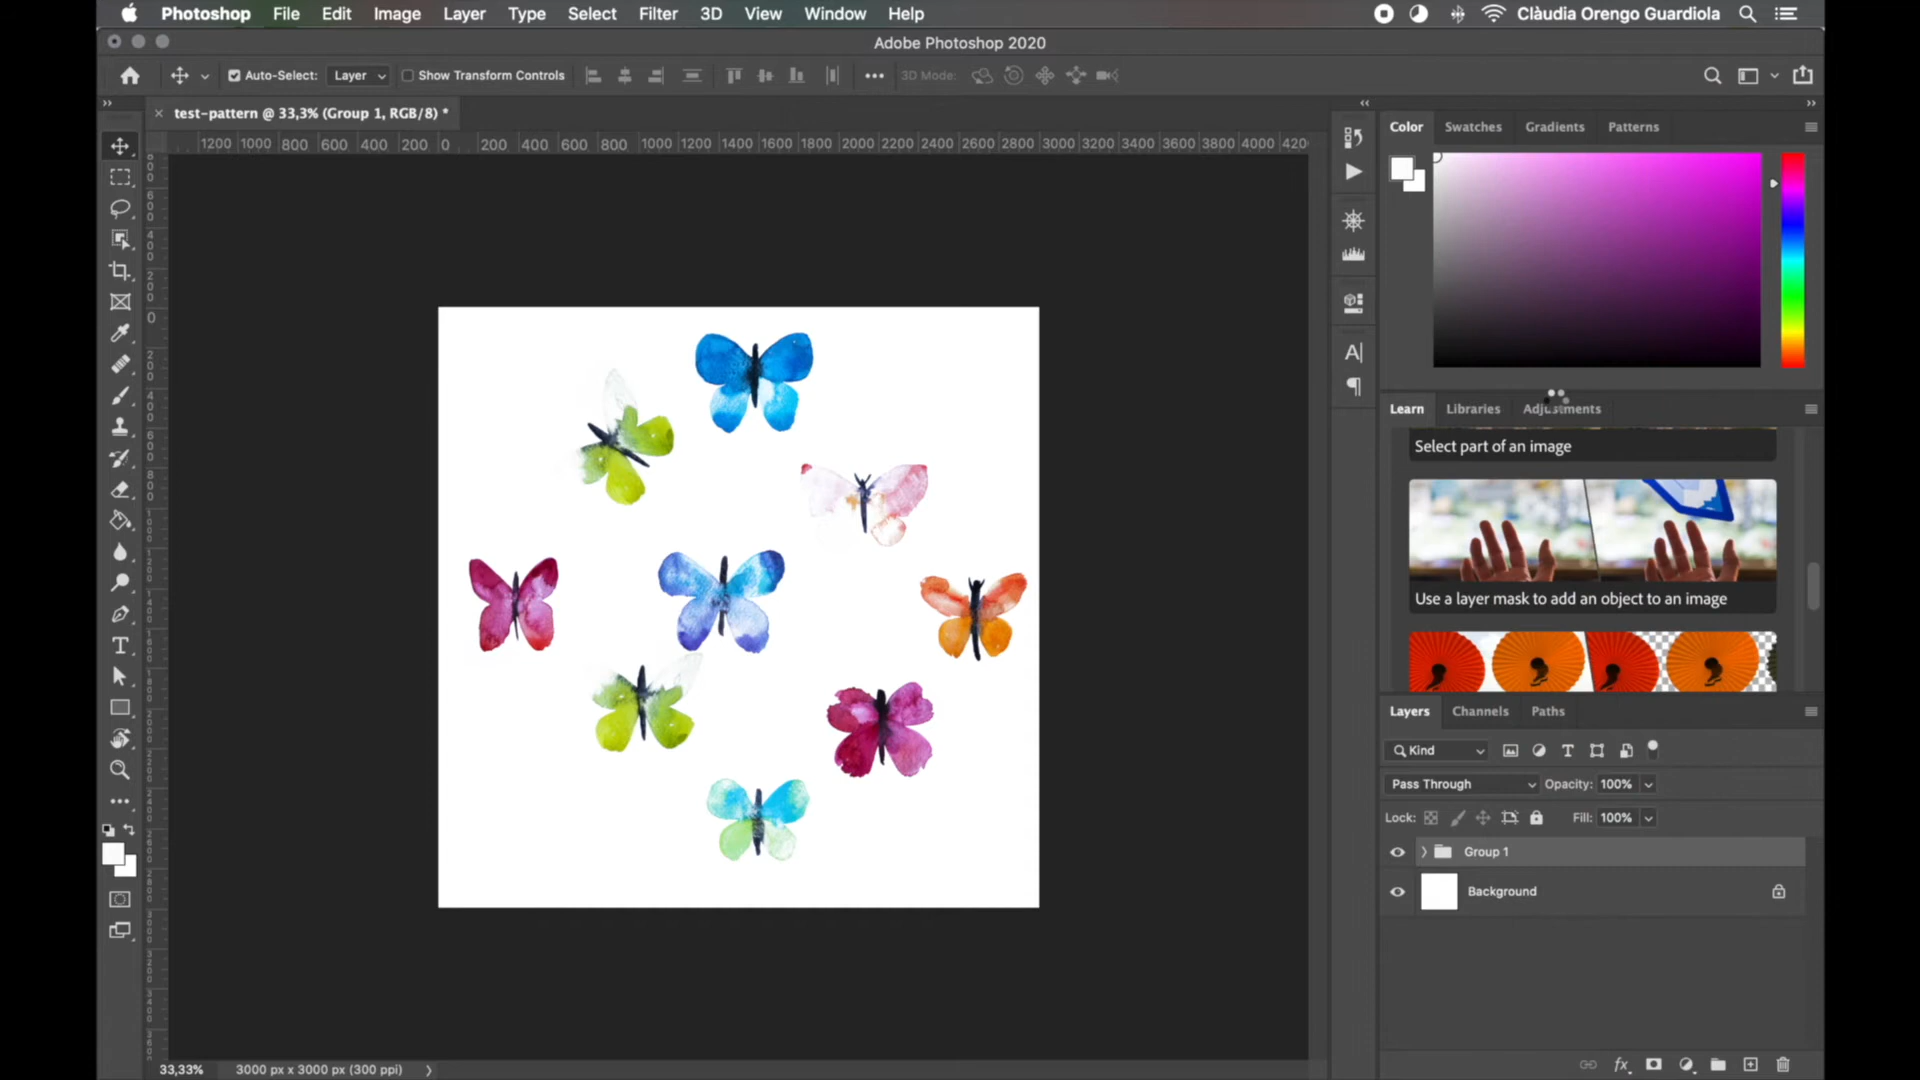 Photoshop File Edit Image Layer Type Select Filter 3D View Window Help Clàudia Orengo Guardiola
Adobe Photoshop 2020
Auto-Select: Layer Show Transform Controls 3D Mode:
test-pattern @ 33,3% (Group 1, RGB/8) *
1200 1000 800 600 400 200 0 200 400 600 800 1000 1200 1400 1600 1800 2000 2200 2400 2600 2800 3000 3200 3400 3600 3800 4000 420
Color Swatches Gradients Patterns
Learn Libraries Adjustments
Select part of an image
Use a layer mask to add an object to an image
Layers Channels Paths
Kind
Pass Through Opacity: 100%
Lock: Fill: 100%
Group 1
Background
33,33% 3000 px x 3000 px (300 ppi)